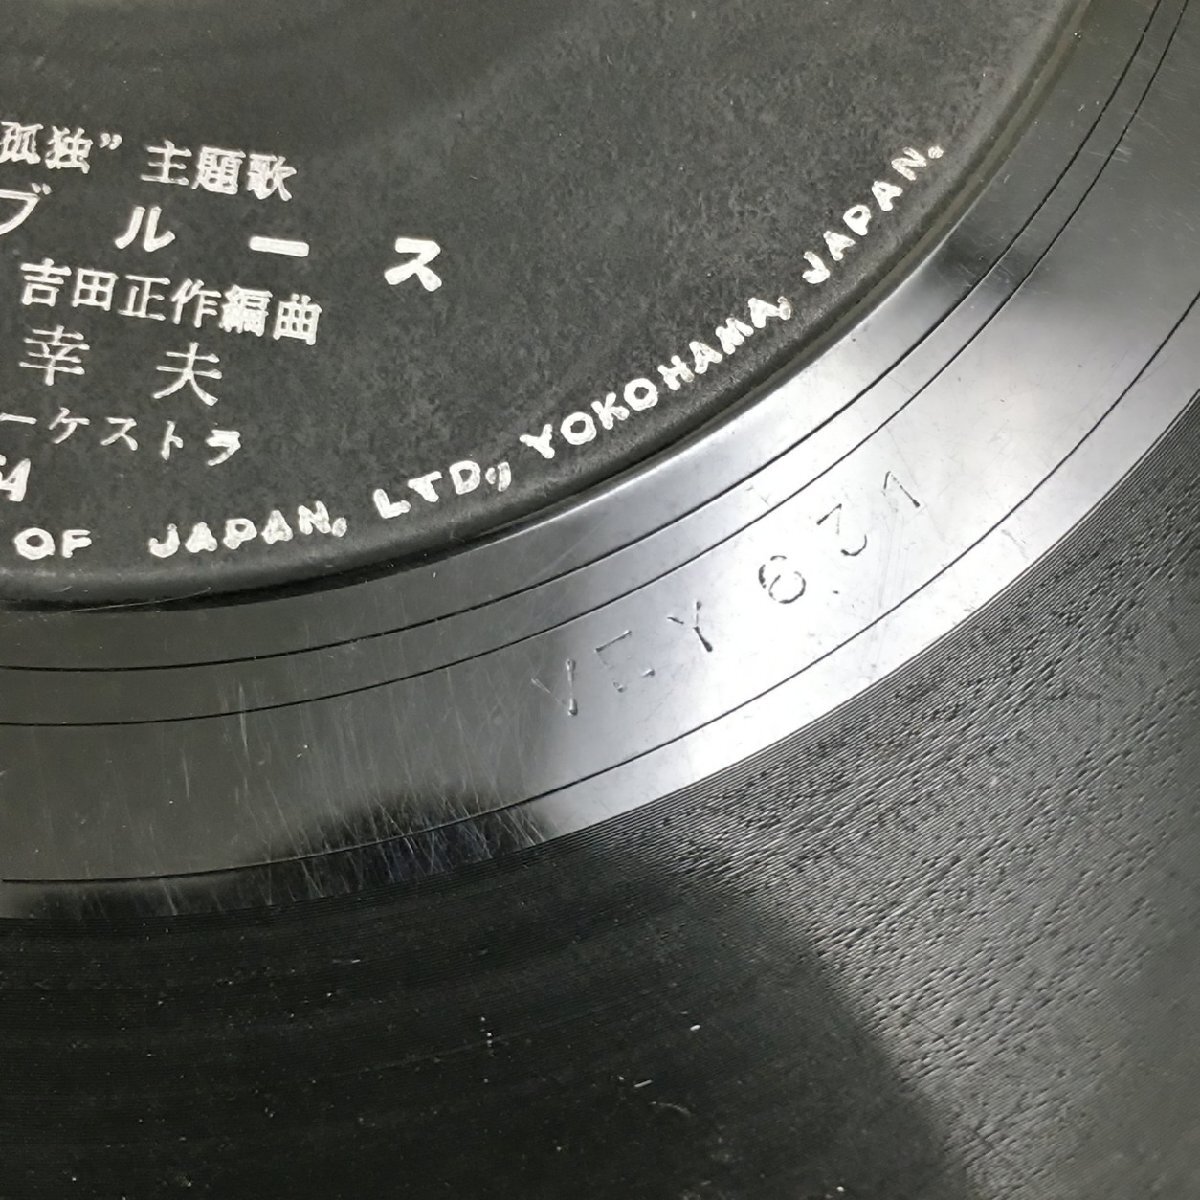 孤独” 主題歌
ブルース
吉田正作編曲
幸夫
ーケストラ
OF JAPAN, LTD., YOKOHAMA, JAPAN.
VEY 631